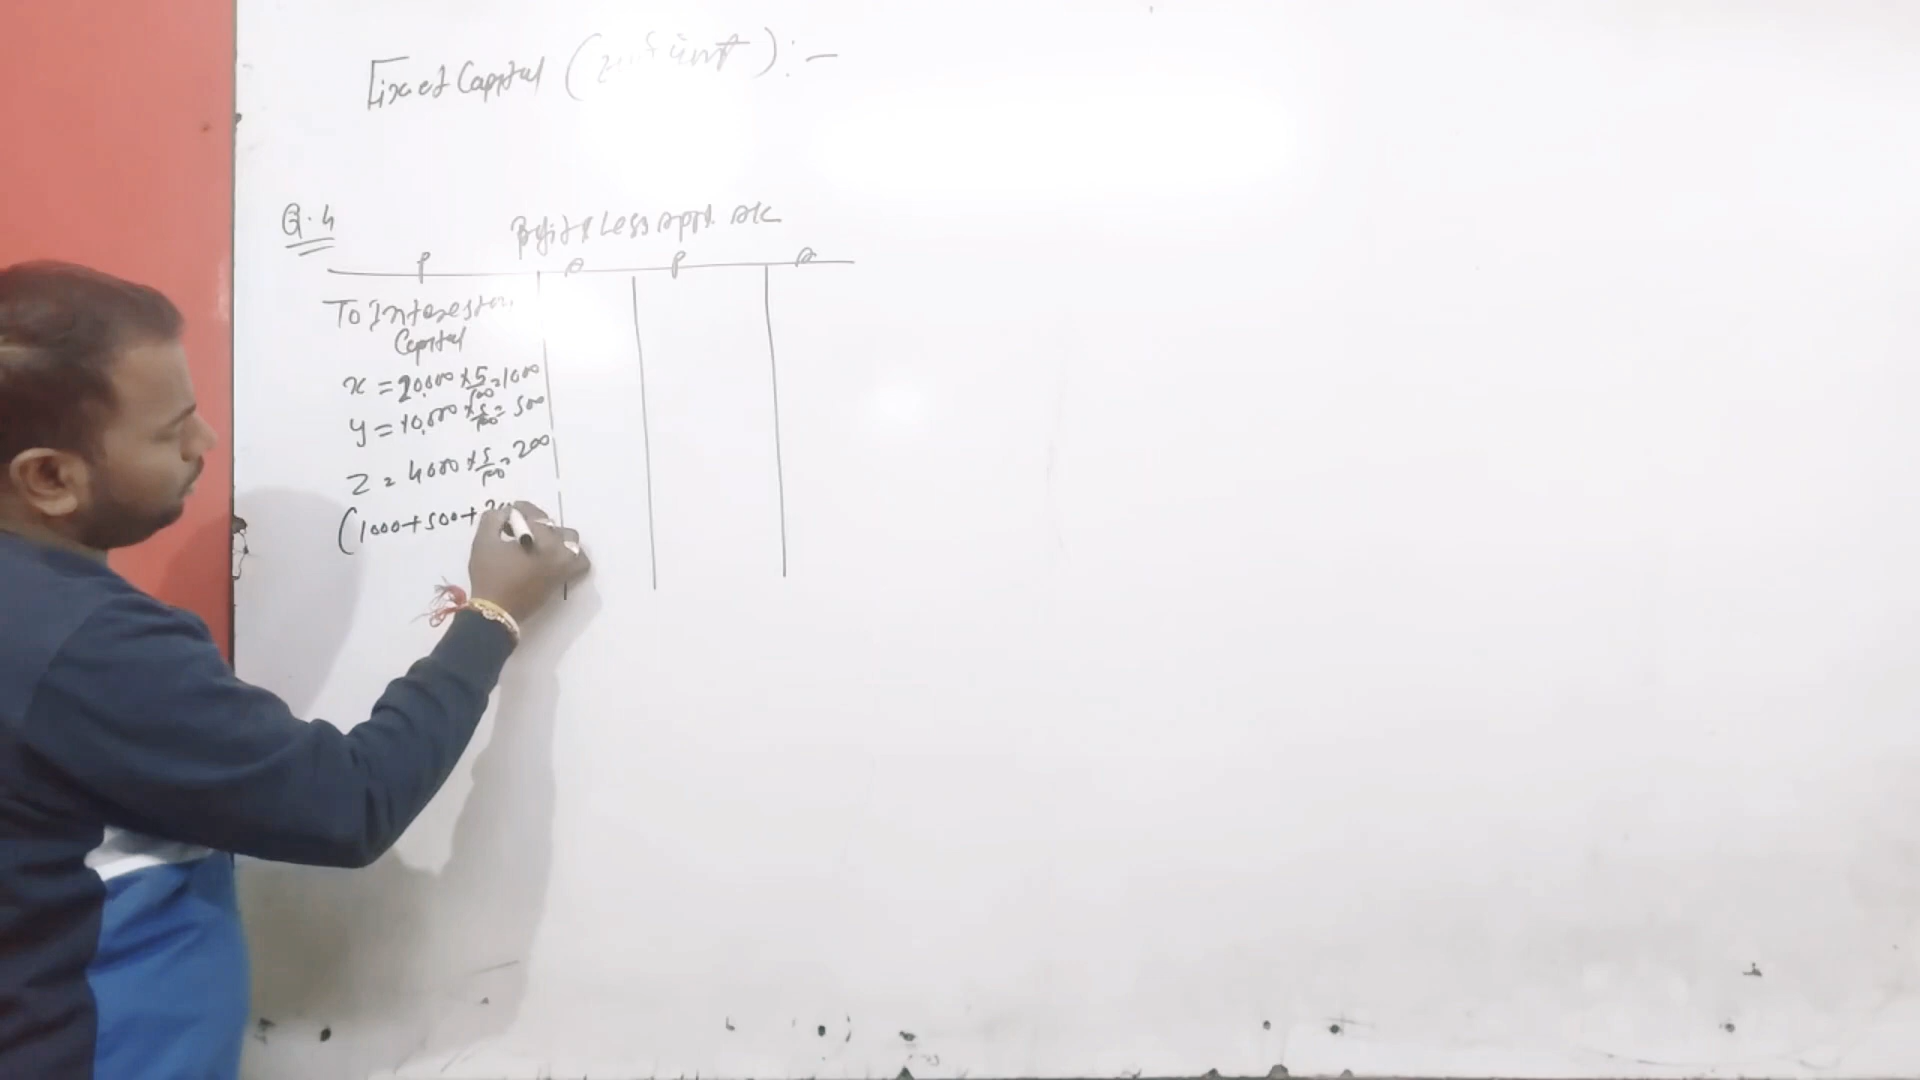 Fixed Capital ( ) :-
Q.4
Profit & Loss App. A/c
P A P A
To Interest on
Capital
x = 20,000 × 5/100 = 1000
y = 10,000 × 5/100 = 500
Z = 4000 × 5/100 = 200
(1000+500+200